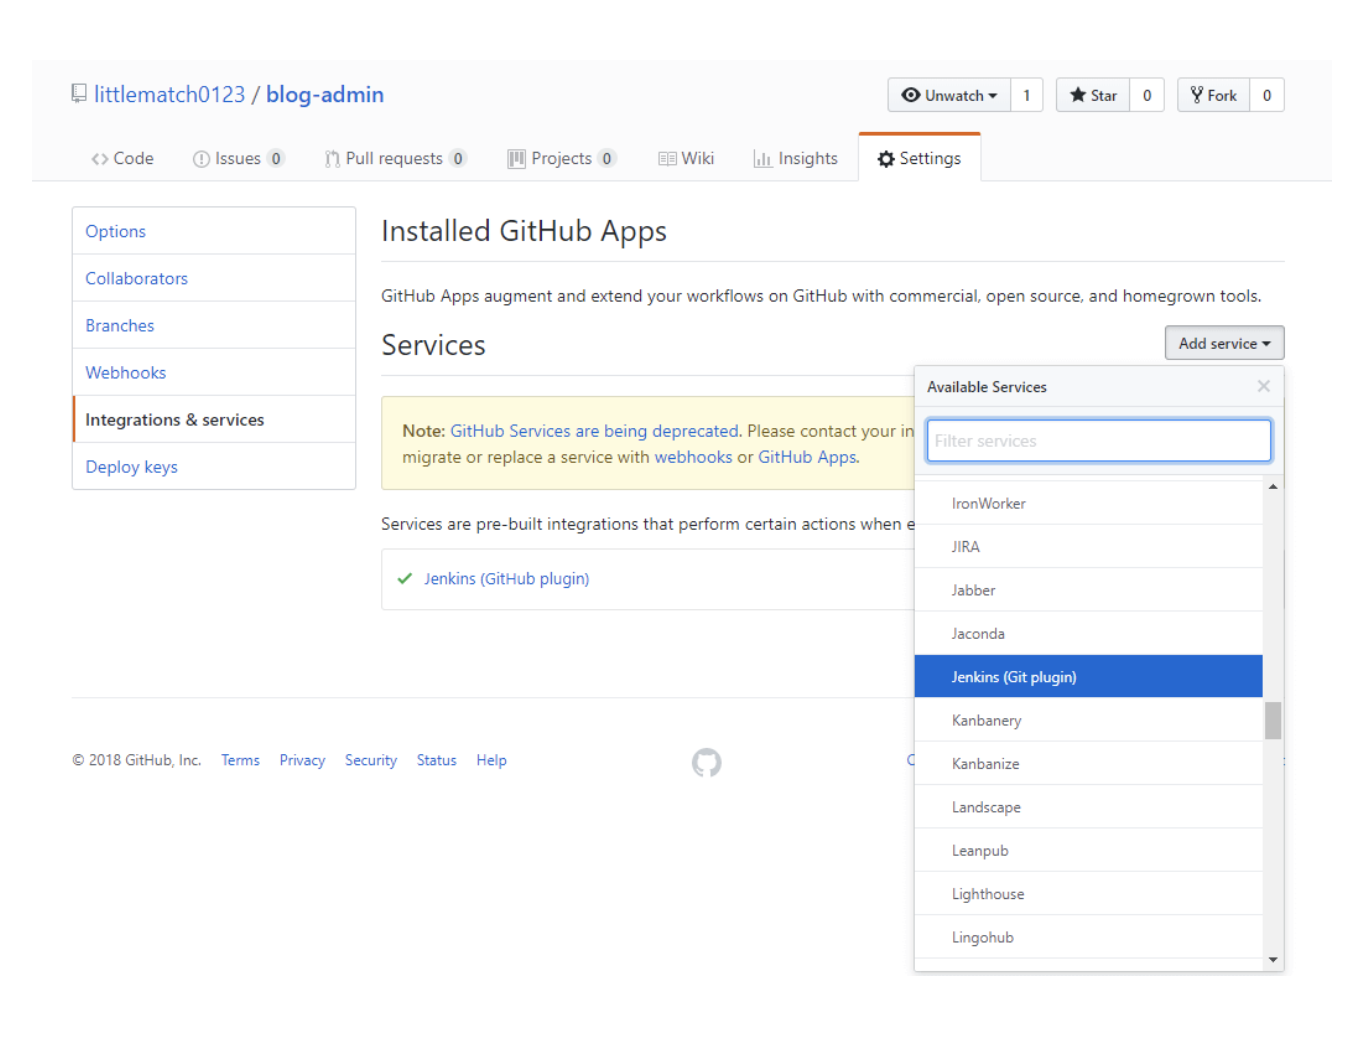 littlematch0123 / blog-admin
Unwatch 1 Star 0 Fork 0
Code Issues 0 Pull requests 0 Projects 0 Wiki Insights Settings
Options
Collaborators
Branches
Webhooks
Integrations & services
Deploy keys
Installed GitHub Apps
GitHub Apps augment and extend your workflows on GitHub with commercial, open source, and homegrown tools.
Services
Add service
Note: GitHub Services are being deprecated. Please contact your in
migrate or replace a service with webhooks or GitHub Apps.
Services are pre-built integrations that perform certain actions when e
Jenkins (GitHub plugin)
Available Services
Filter services
IronWorker
JIRA
Jabber
Jaconda
Jenkins (Git plugin)
Kanbanery
Kanbanize
Landscape
Leanpub
Lighthouse
Lingohub
© 2018 GitHub, Inc. Terms Privacy Security Status Help